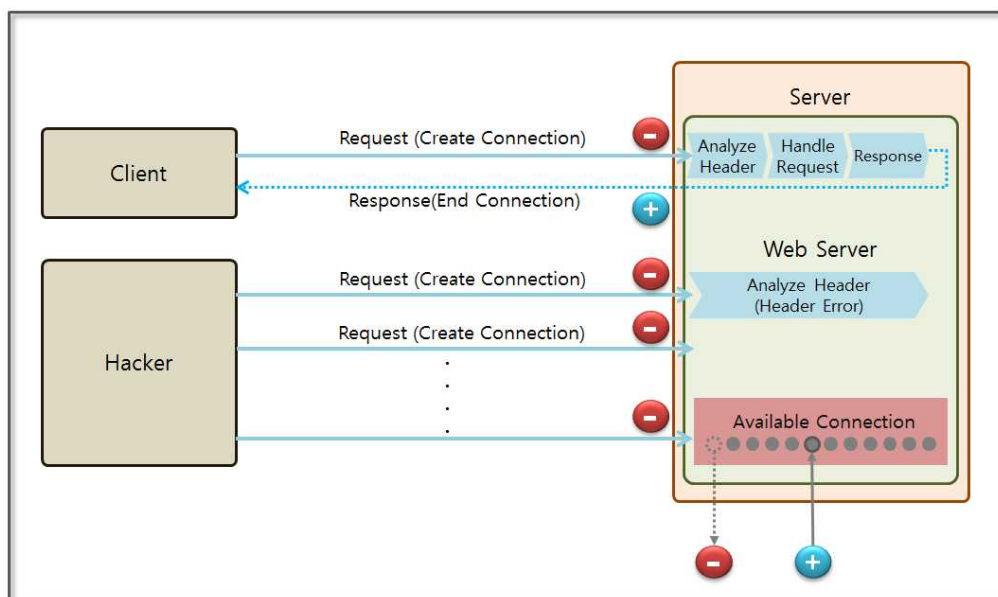 Server
Request (Create Connection)
Client
Analyze
Header
Handle
Request
Response
Response(End Connection)
Web Server
Request (Create Connection)
Analyze Header
(Header Error)
Request (Create Connection)
Hacker
Available Connection